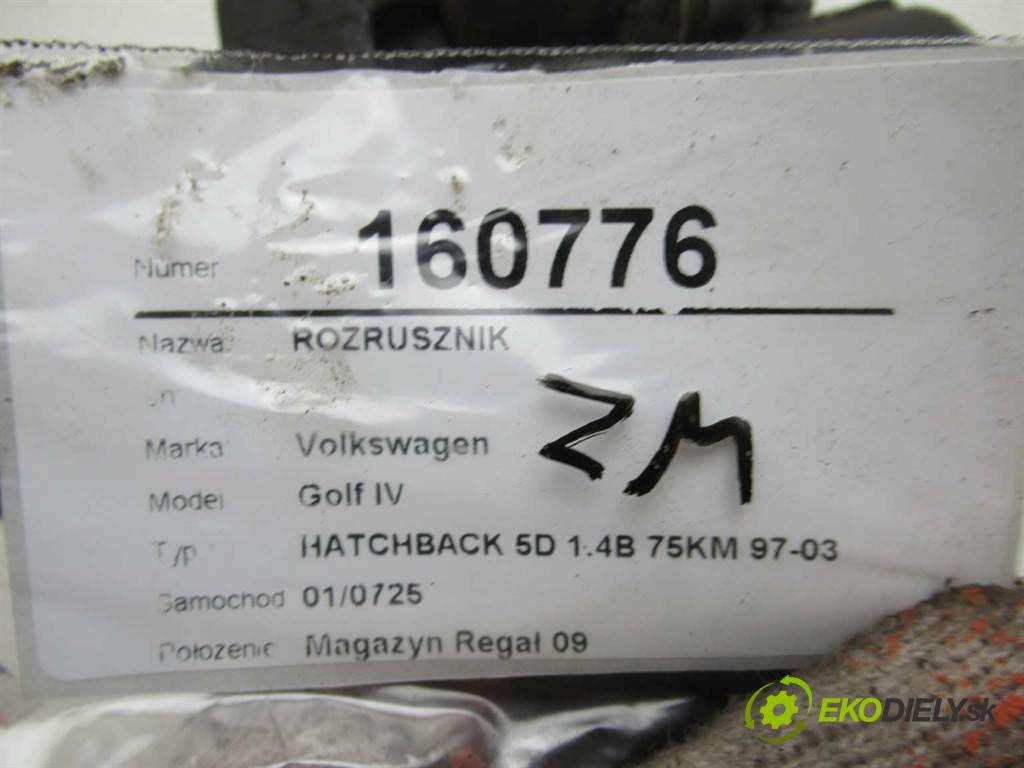 Numer 160776
Nazwa: ROZRUSZNIK
ZM
Marka Volkswagen
Model Golf IV
Typ HATCHBACK 5D 1.4B 75KM 97-03
Samochod 01/0725
Położenie Magazyn Regał 09
EKODIELY.sk